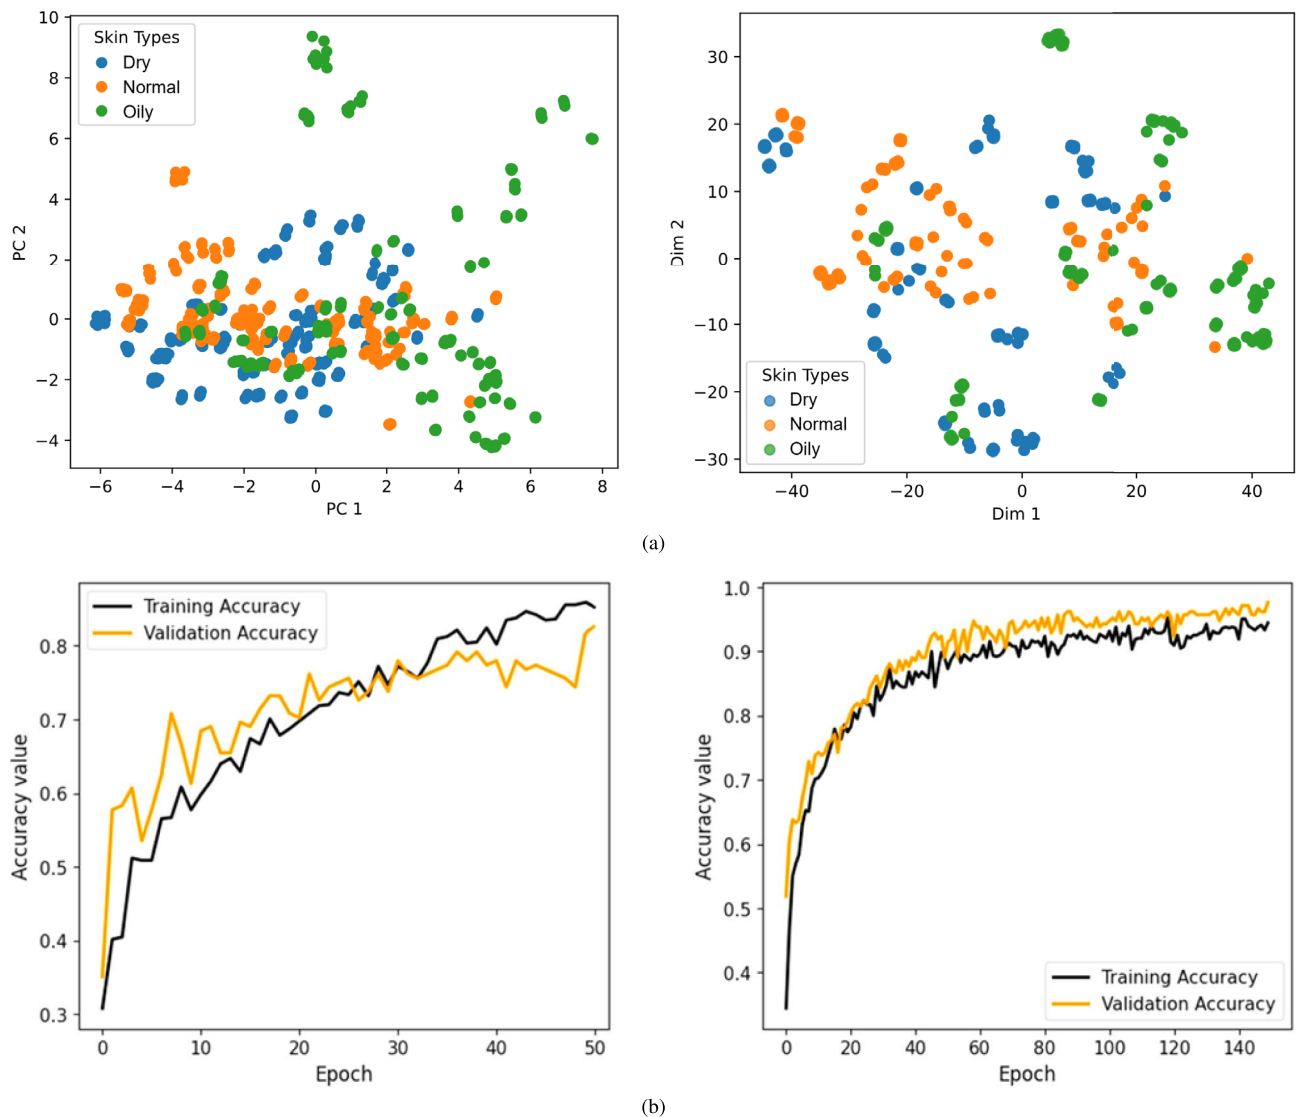 Skin Types
Dry
Normal
Oily
10
8
6
4
2
0
−2
−4
PC 2
−6 −4 −2 0 2 4 6 8
PC 1
30
20
10
0
−10
−20
−30
Dim 2
Skin Types
Dry
Normal
Oily
−40 −20 0 20 40
Dim 1
(a)
Training Accuracy
Validation Accuracy
0.8
0.7
0.6
0.5
0.4
0.3
Accuracy value
0 10 20 30 40 50
Epoch
1.0
0.9
0.8
0.7
0.6
0.5
0.4
Accuracy value
Training Accuracy
Validation Accuracy
0 20 40 60 80 100 120 140
Epoch
(b)